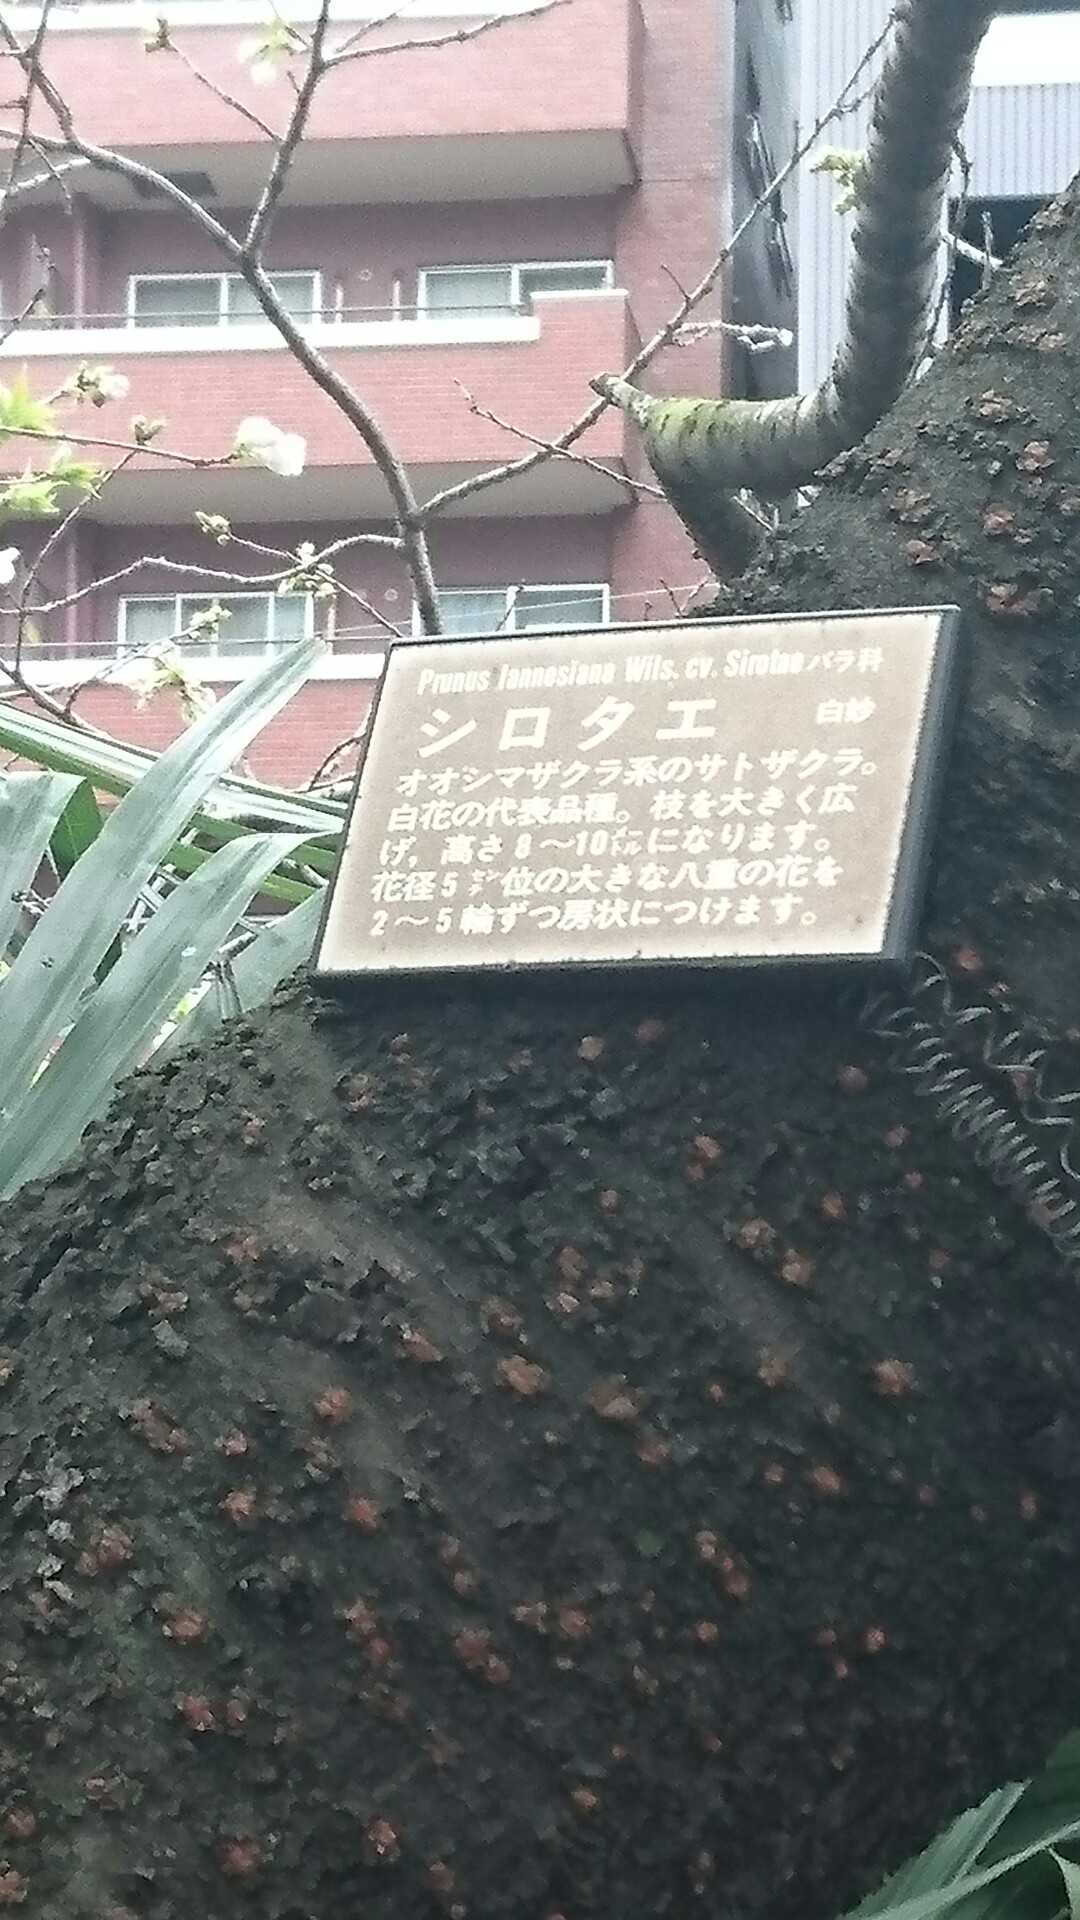 Prunus lannesiana Wils. cv. Sirotae バラ科
シロタエ 白妙
オオシマザクラ系のサトザクラ。
白花の代表品種。枝を大きく広
げ，高さ8〜10㍍になります。
花径5㌢位の大きな八重の花を
2〜5輪ずつ房状につけます。